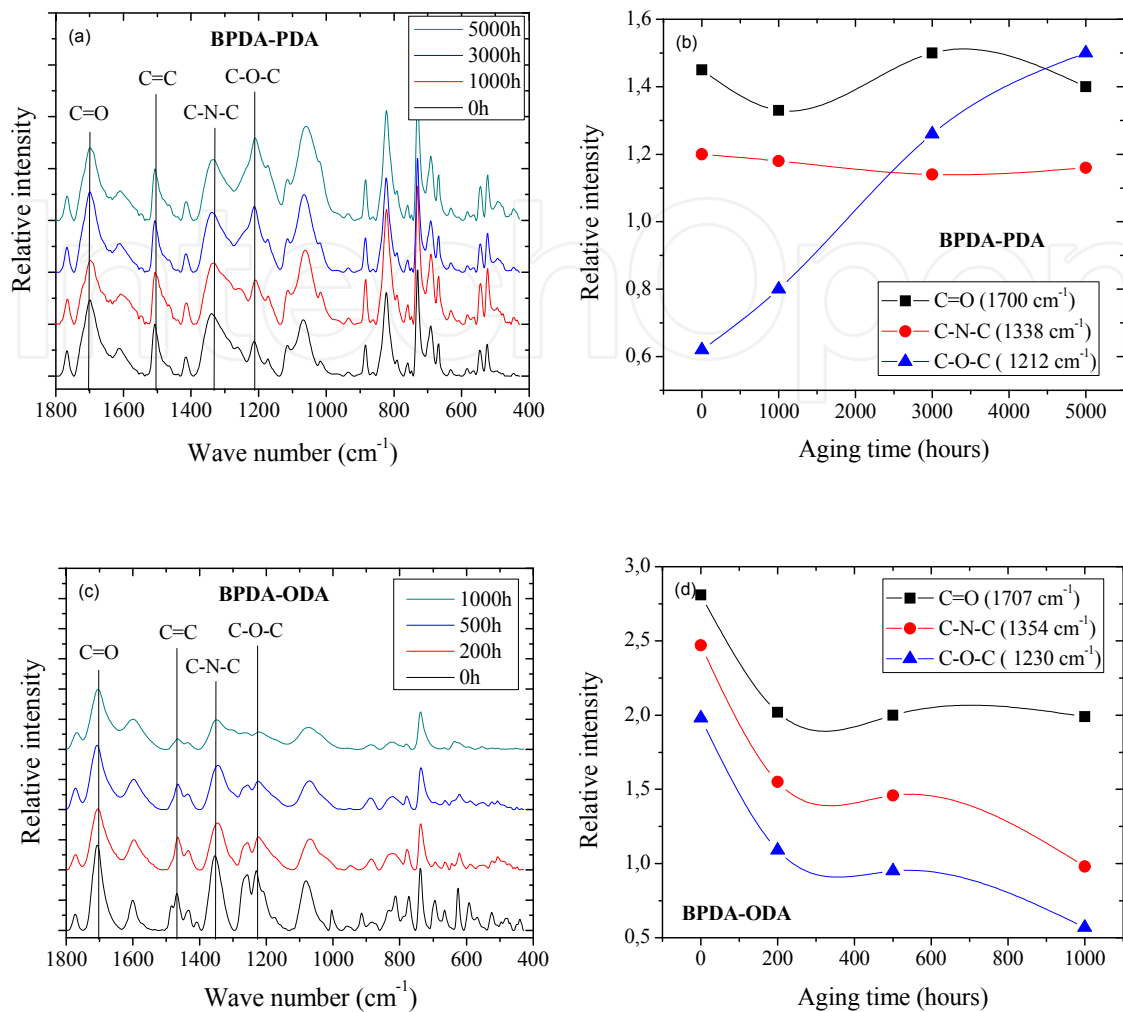 (a)
BPDA-PDA
5000h
3000h
1000h
0h
C=O
C=C
C-N-C
C-O-C
Relative intensity
1800 1600 1400 1200 1000 800 600 400
Wave number (cm⁻¹)
(b)
1,6
1,4
1,2
1,0
0,8
0,6
Relative intensity
BPDA-PDA
C=O (1700 cm⁻¹)
C-N-C (1338 cm⁻¹)
C-O-C ( 1212 cm⁻¹)
0 1000 2000 3000 4000 5000
Aging time (hours)
IntechOpen
(c)
BPDA-ODA
1000h
500h
200h
0h
C=O
C=C
C-N-C
C-O-C
Relative intensity
1800 1600 1400 1200 1000 800 600 400
Wave number (cm⁻¹)
(d)
3,0
2,5
2,0
1,5
1,0
0,5
Relative intensity
C=O (1707 cm⁻¹)
C-N-C (1354 cm⁻¹)
C-O-C ( 1230 cm⁻¹)
BPDA-ODA
0 200 400 600 800 1000
Aging time (hours)